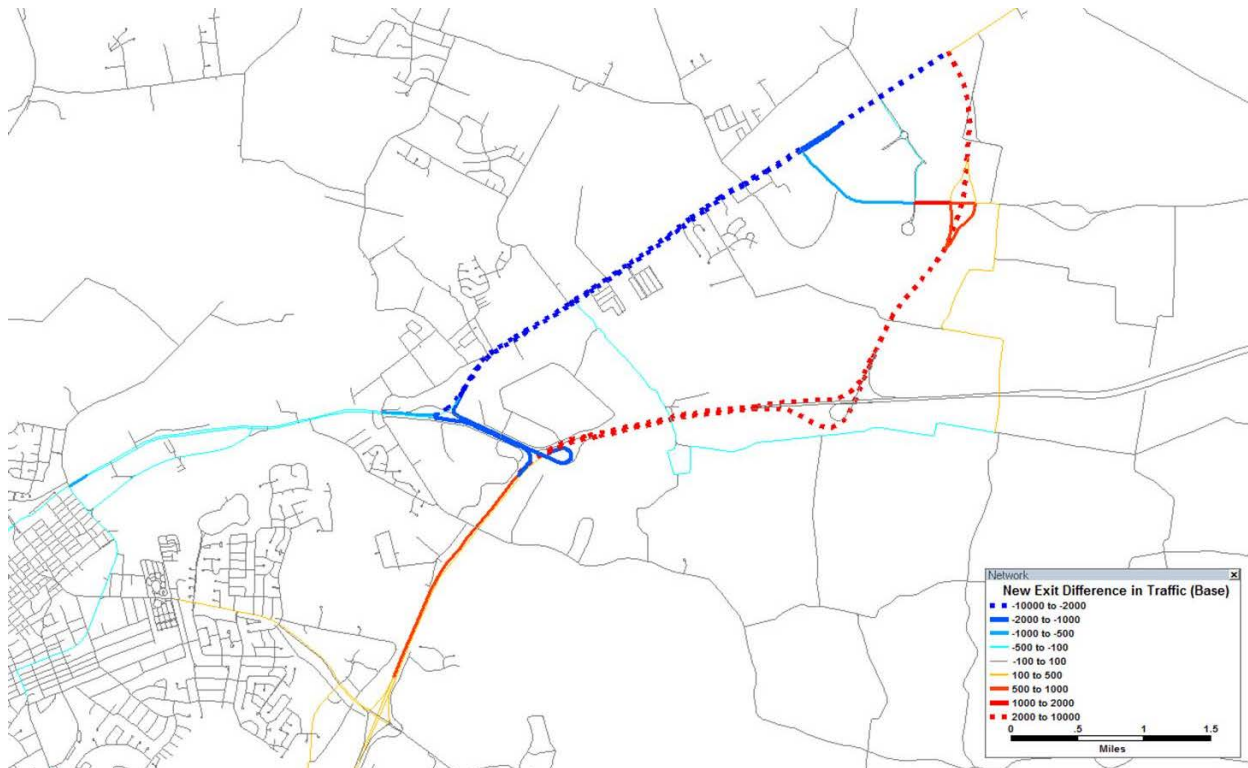 Network
New Exit Difference in Traffic (Base)
-10000 to -2000
-2000 to -1000
-1000 to -500
-500 to -100
-100 to 100
100 to 500
500 to 1000
1000 to 2000
2000 to 10000
0 .5 1 1.5
Miles